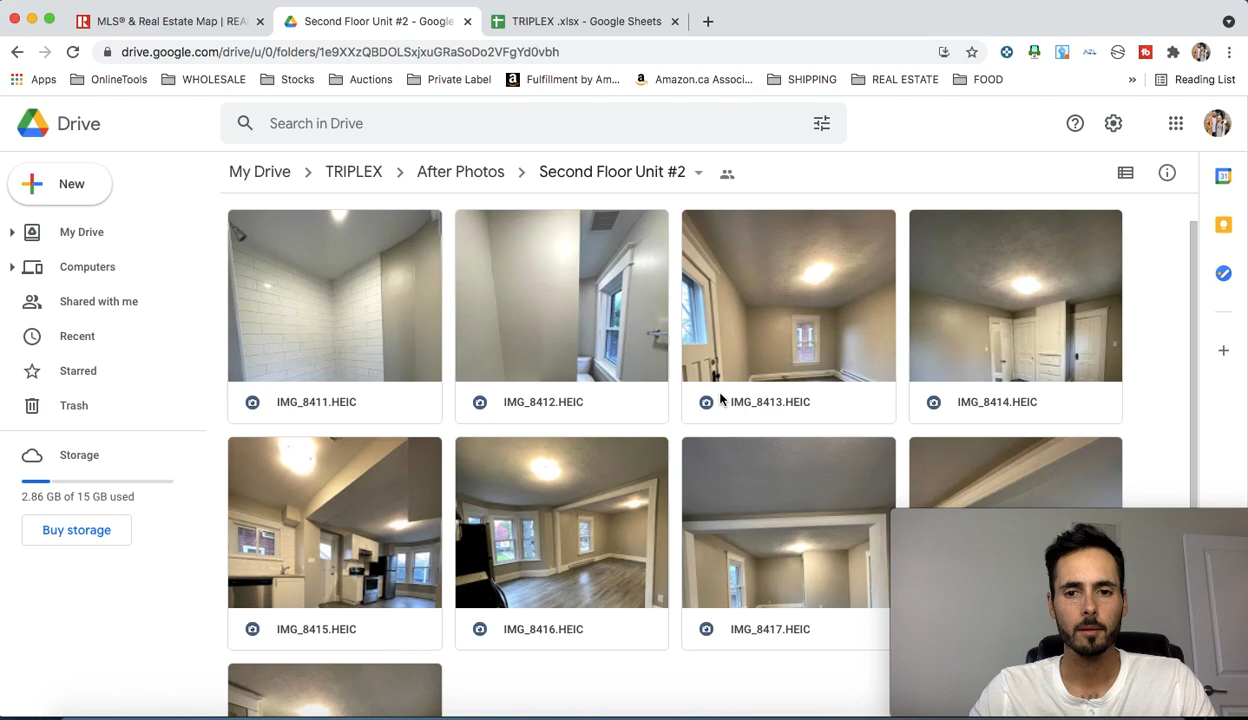 MLS® & Real Estate Map | REA
Second Floor Unit #2 - Google
TRIPLEX .xlsx - Google Sheets
drive.google.com/drive/u/0/folders/1e9XXzQBDOLSxjxuGRaSoDo2VFgYd0vbh
Apps
OnlineTools
WHOLESALE
Stocks
Auctions
Private Label
Fulfillment by Am...
Amazon.ca Associ...
SHIPPING
REAL ESTATE
FOOD
»
Reading List
Drive
Search in Drive
New
My Drive > TRIPLEX > After Photos > Second Floor Unit #2
My Drive
Computers
Shared with me
Recent
Starred
Trash
Storage
2.86 GB of 15 GB used
Buy storage
IMG_8411.HEIC
IMG_8412.HEIC
IMG_8413.HEIC
IMG_8414.HEIC
IMG_8415.HEIC
IMG_8416.HEIC
IMG_8417.HEIC
31